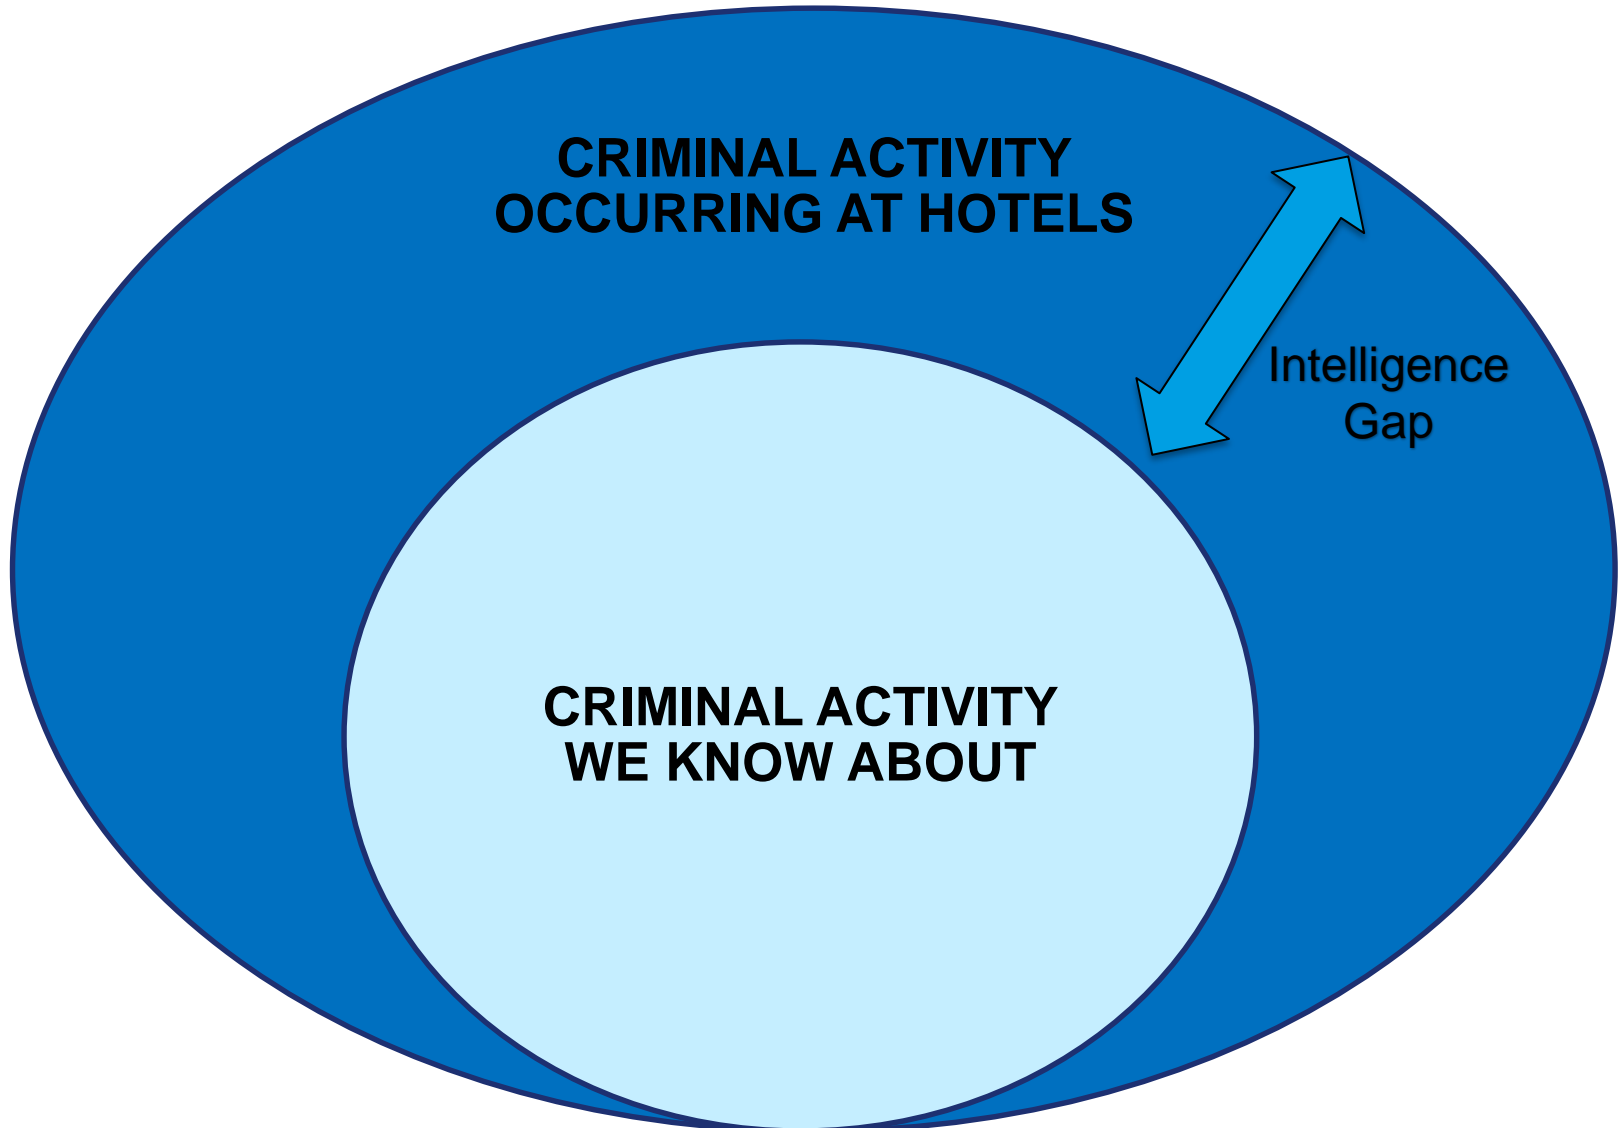 CRIMINAL ACTIVITY
OCCURRING AT HOTELS
Intelligence
Gap
CRIMINAL ACTIVITY
WE KNOW ABOUT